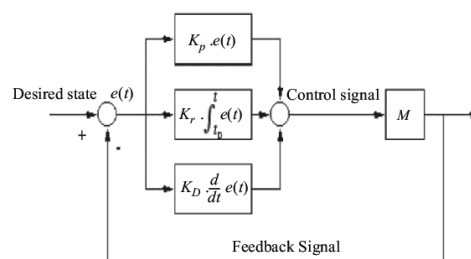 K_p . e(t)
Desired state e(t)
+
-
K_r . ∫_{t_0}^{t} e(t)
Control signal
M
K_D . d/dt e(t)
Feedback Signal